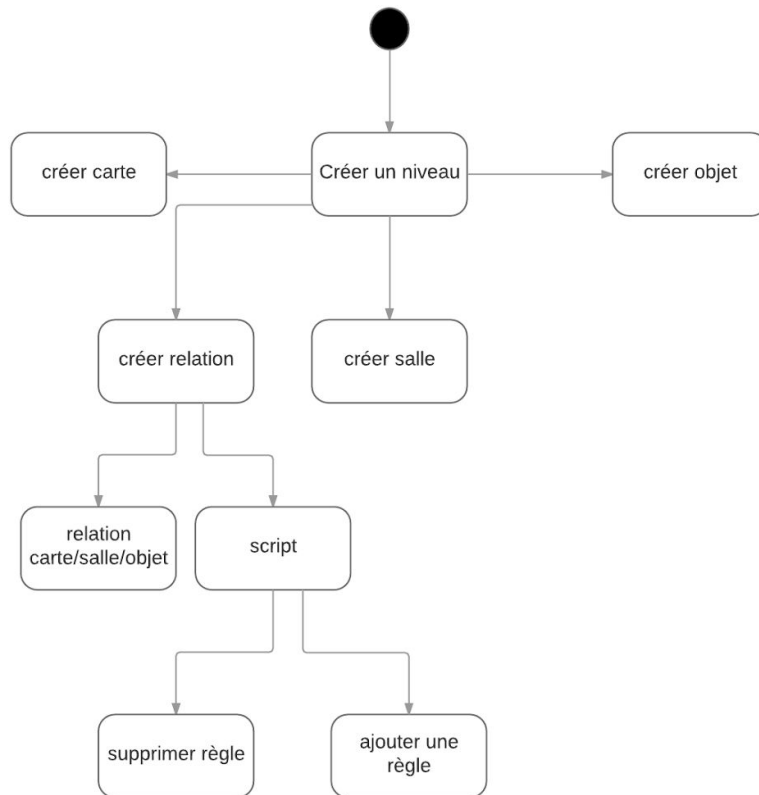 créer carte
Créer un niveau
créer objet
créer relation
créer salle
relation
carte/salle/objet
script
supprimer règle
ajouter une
règle